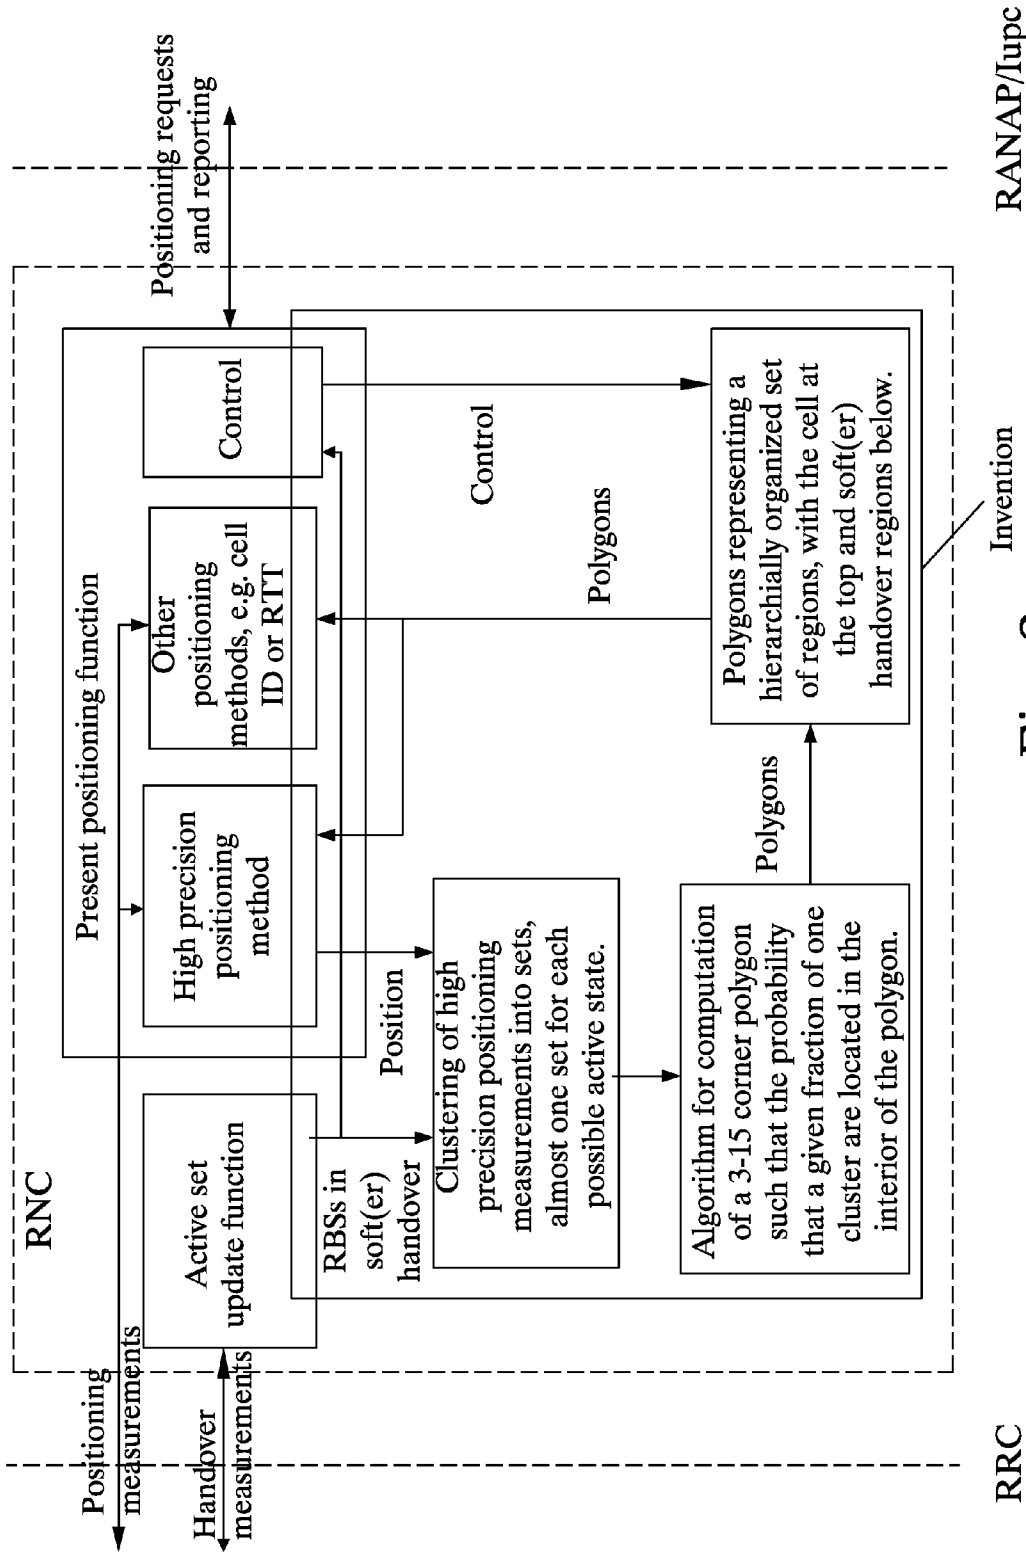 RNC
Present positioning function
Positioning
measurements
Handover
measurements
Active set
update function
High precision
positioning
method
Other
positioning
methods, e.g. cell
ID or RTT
Control
Positioning requests
and reporting
RBSs in
soft(er)
handover
Position
Clustering of high
precision positioning
measurements into sets,
almost one set for each
possible active state.
Polygons
Control
Algorithm for computation
of a 3-15 corner polygon
such that the probability
that a given fraction of one
cluster are located in the
interior of the polygon.
Polygons
Polygons representing a
hierarchially organized set
of regions, with the cell at
the top and soft(er)
handover regions below.
Invention
RRC
RANAP/Iupc